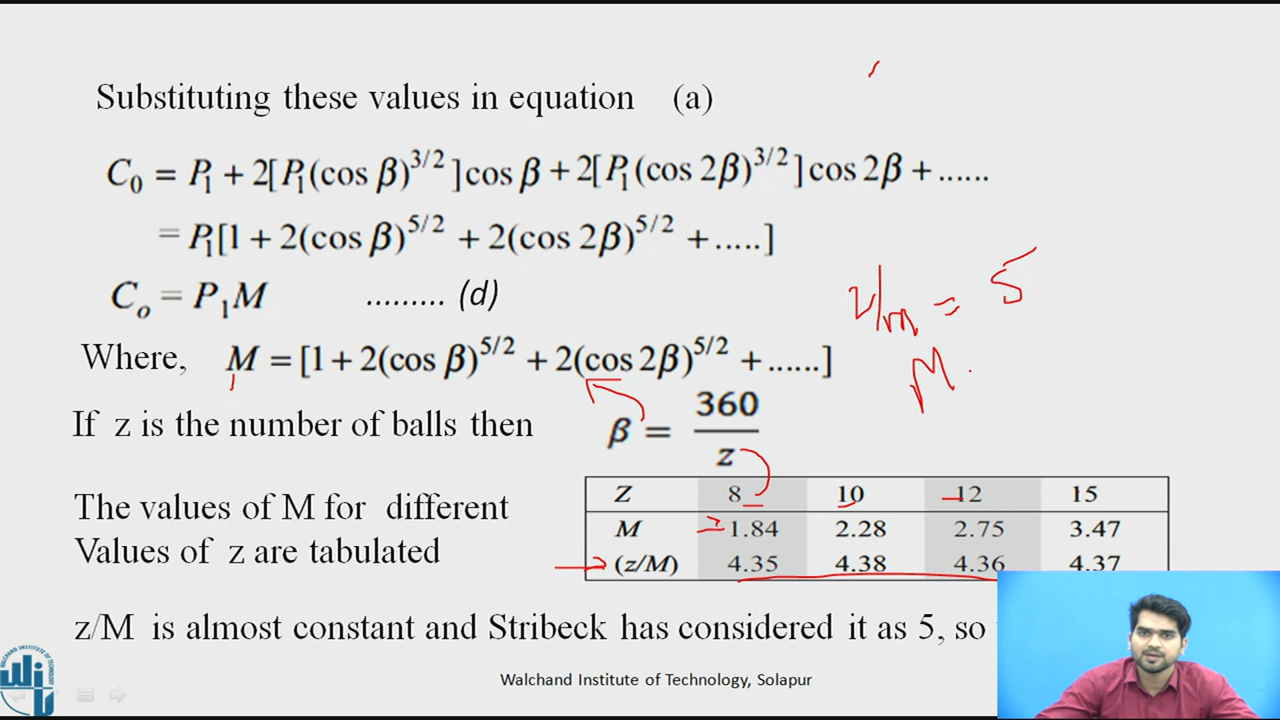 Substituting these values in equation (a)
C₀ = P₁ + 2[P₁(cos β)^3/2]cos β + 2[P₁(cos 2β)^3/2]cos 2β + ......
= P₁[1 + 2(cos β)^5/2 + 2(cos 2β)^5/2 + .....]
Cₒ = P₁M ......... (d)
z/m = 5
Where, M = [1 + 2(cos β)^5/2 + 2(cos 2β)^5/2 + ......]
M
If z is the number of balls then β = 360/z
The values of M for different
Values of z are tabulated
Z 8 10 12 15
M 1.84 2.28 2.75 3.47
(z/M) 4.35 4.38 4.36 4.37
z/M is almost constant and Stribeck has considered it as 5, so
WALCHAND INSTITUTE OF TECHNOLOGY
Walchand Institute of Technology, Solapur